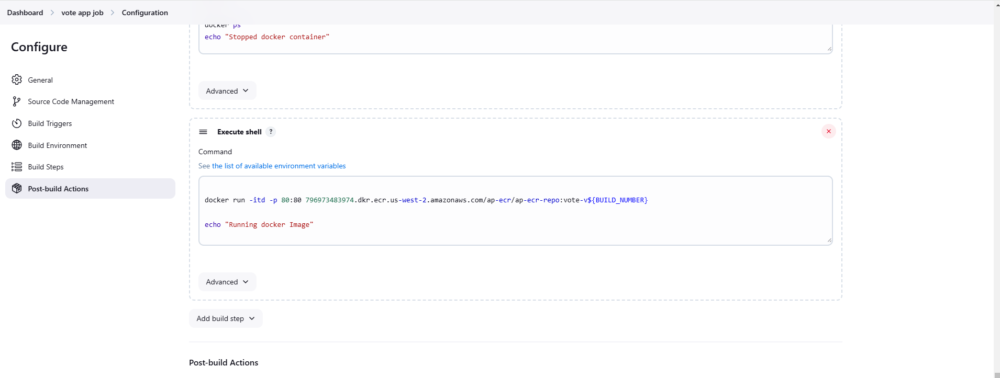 Dashboard > vote app job > Configuration
Configure
General
Source Code Management
Build Triggers
Build Environment
Build Steps
Post-build Actions
docker ps
echo "Stopped docker container"
Advanced
Execute shell ?
Command
See the list of available environment variables
docker run -itd -p 80:80 796973483974.dkr.ecr.us-west-2.amazonaws.com/ap-ecr/ap-ecr-repo:vote-v${BUILD_NUMBER}
echo "Running docker Image"
Advanced
Add build step
Post-build Actions